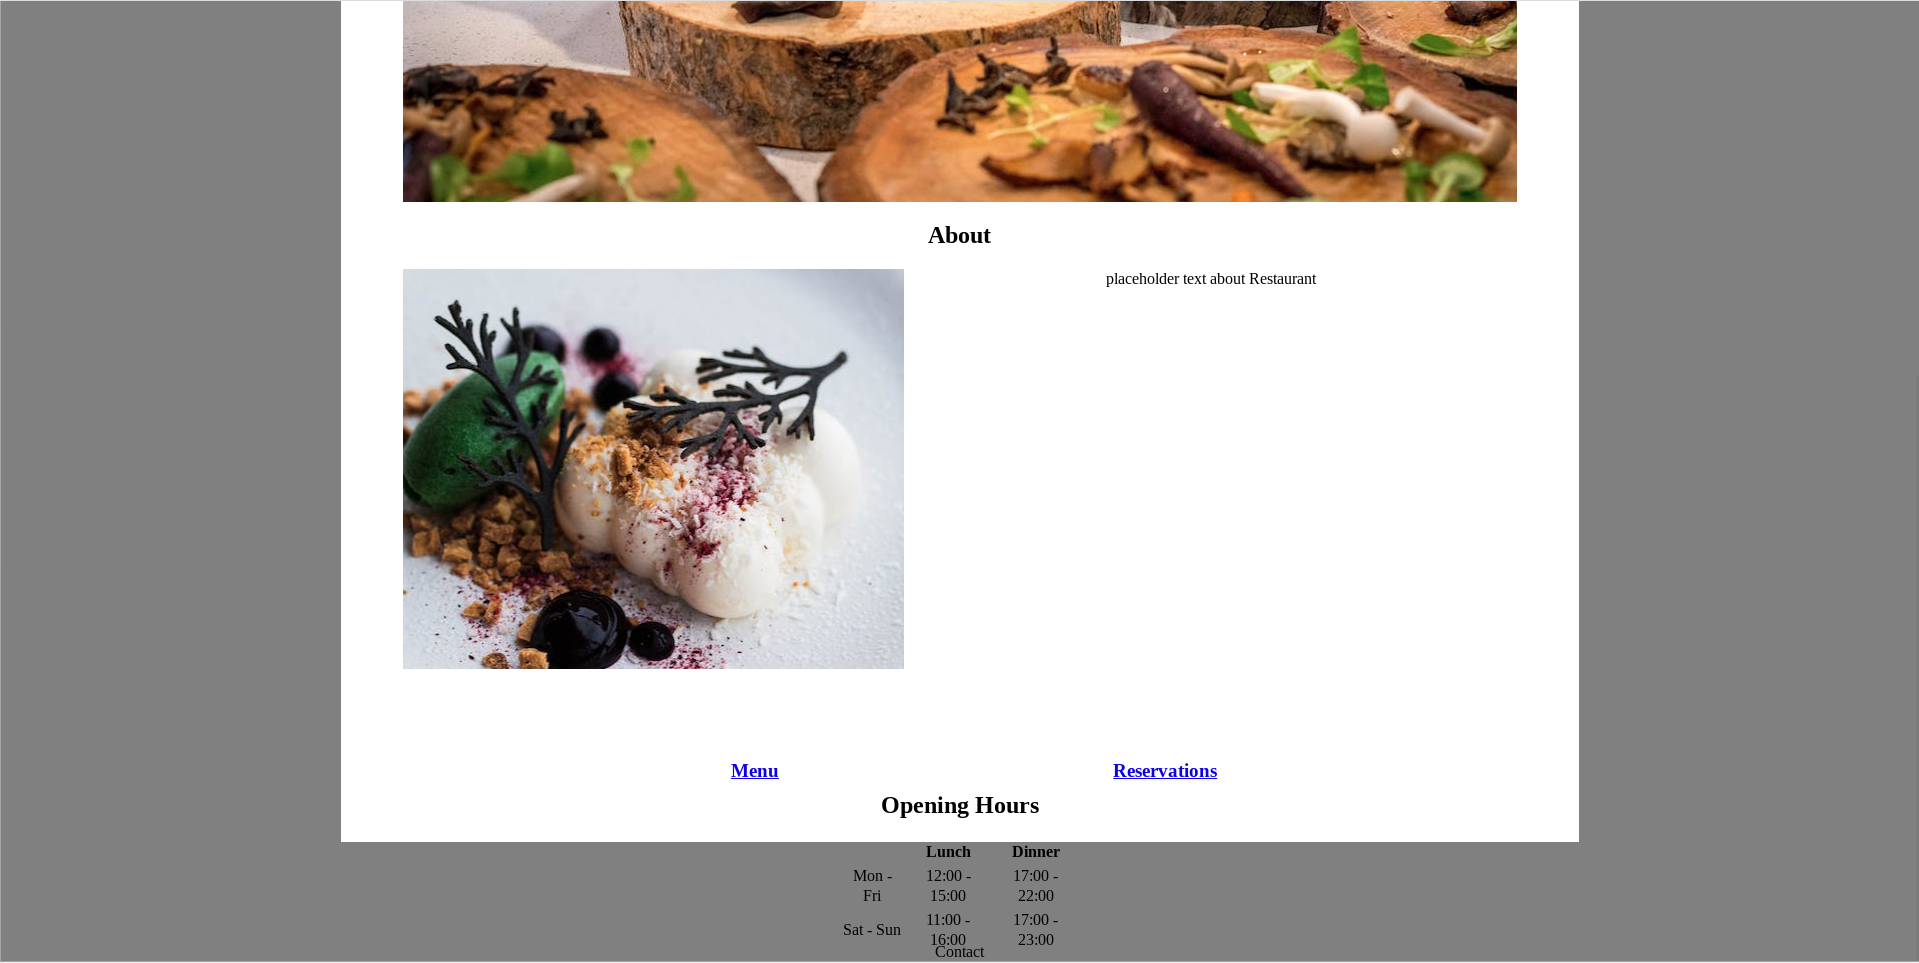 About
placeholder text about Restaurant
Menu
Reservations
Opening Hours
Lunch Dinner
Mon - 12:00 - 17:00 -
Fri 15:00 22:00
11:00 - 17:00 -
Sat - Sun
16:00 23:00
Contact